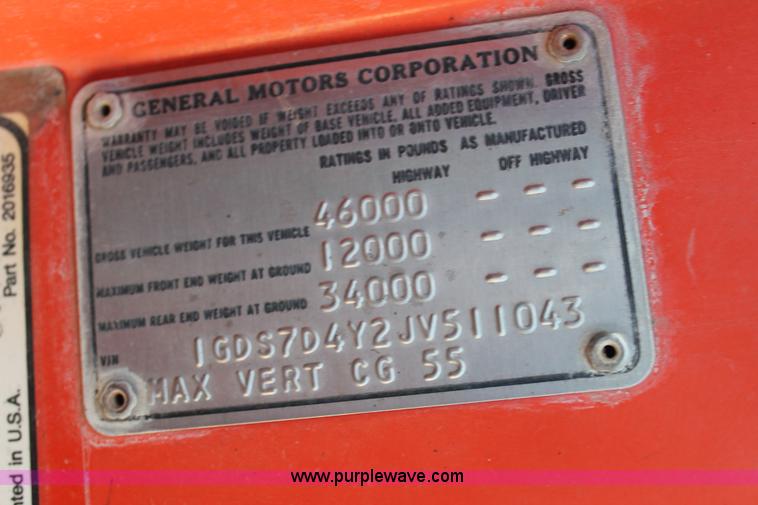 GENERAL MOTORS CORPORATION
WARRANTY MAY BE VOIDED IF WEIGHT EXCEEDS ANY OF RATINGS SHOWN. GROSS
VEHICLE WEIGHT INCLUDES WEIGHT OF BASE VEHICLE, ALL ADDED EQUIPMENT, DRIVER
AND PASSENGERS, AND ALL PROPERTY LOADED INTO OR ONTO VEHICLE.
RATINGS IN POUNDS AS MANUFACTURED
HIGHWAY OFF HIGHWAY
GROSS VEHICLE WEIGHT FOR THIS VEHICLE 46000 - - -
MAXIMUM FRONT END WEIGHT AT GROUND 12000 - - -
MAXIMUM REAR END WEIGHT AT GROUND 34000 - - -
VIN 1GDS7D4Y2JV511043
MAX VERT CG 55
Part No. 2016935
nted in U.S.A.
www.purplewave.com